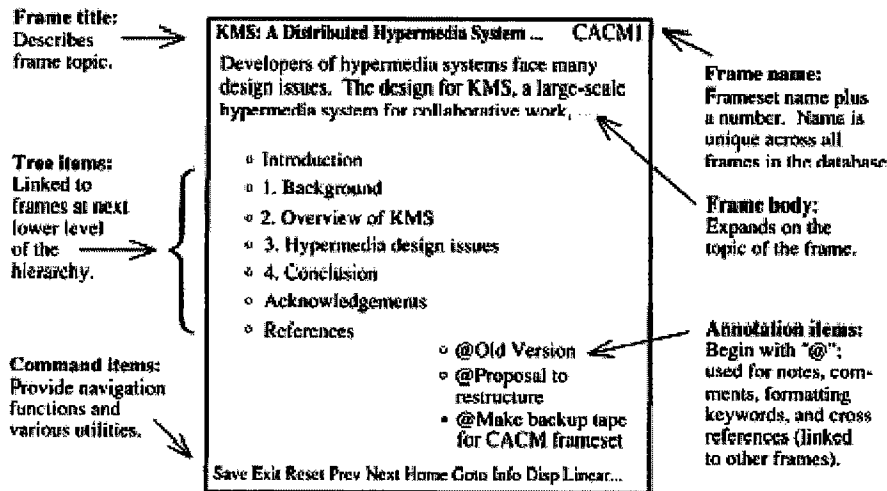 Frame title:
Describes
frame topic.
KMS: A Distributed Hypermedia System ... CACM1
Developers of hypermedia systems face many
design issues. The design for KMS, a large-scale
hypermedia system for collaborative work, ...
Frame name:
Frameset name plus
a number. Name is
unique across all
frames in the database
Tree items:
Linked to
frames at next
lower level
of the
hierarchy.
Introduction
1. Background
2. Overview of KMS
3. Hypermedia design issues
4. Conclusion
Acknowledgements
References
Frame body:
Expands on the
topic of the frame.
@Old Version
@Proposal to
restructure
@Make backup tape
for CACM frameset
Annotation items:
Begin with "@";
used for notes, com-
ments, formatting
keywords, and cross
references (linked
to other frames).
Command items:
Provide navigation
functions and
various utilities.
Save Exit Reset Prev Next Home Goto Info Disp Linear...